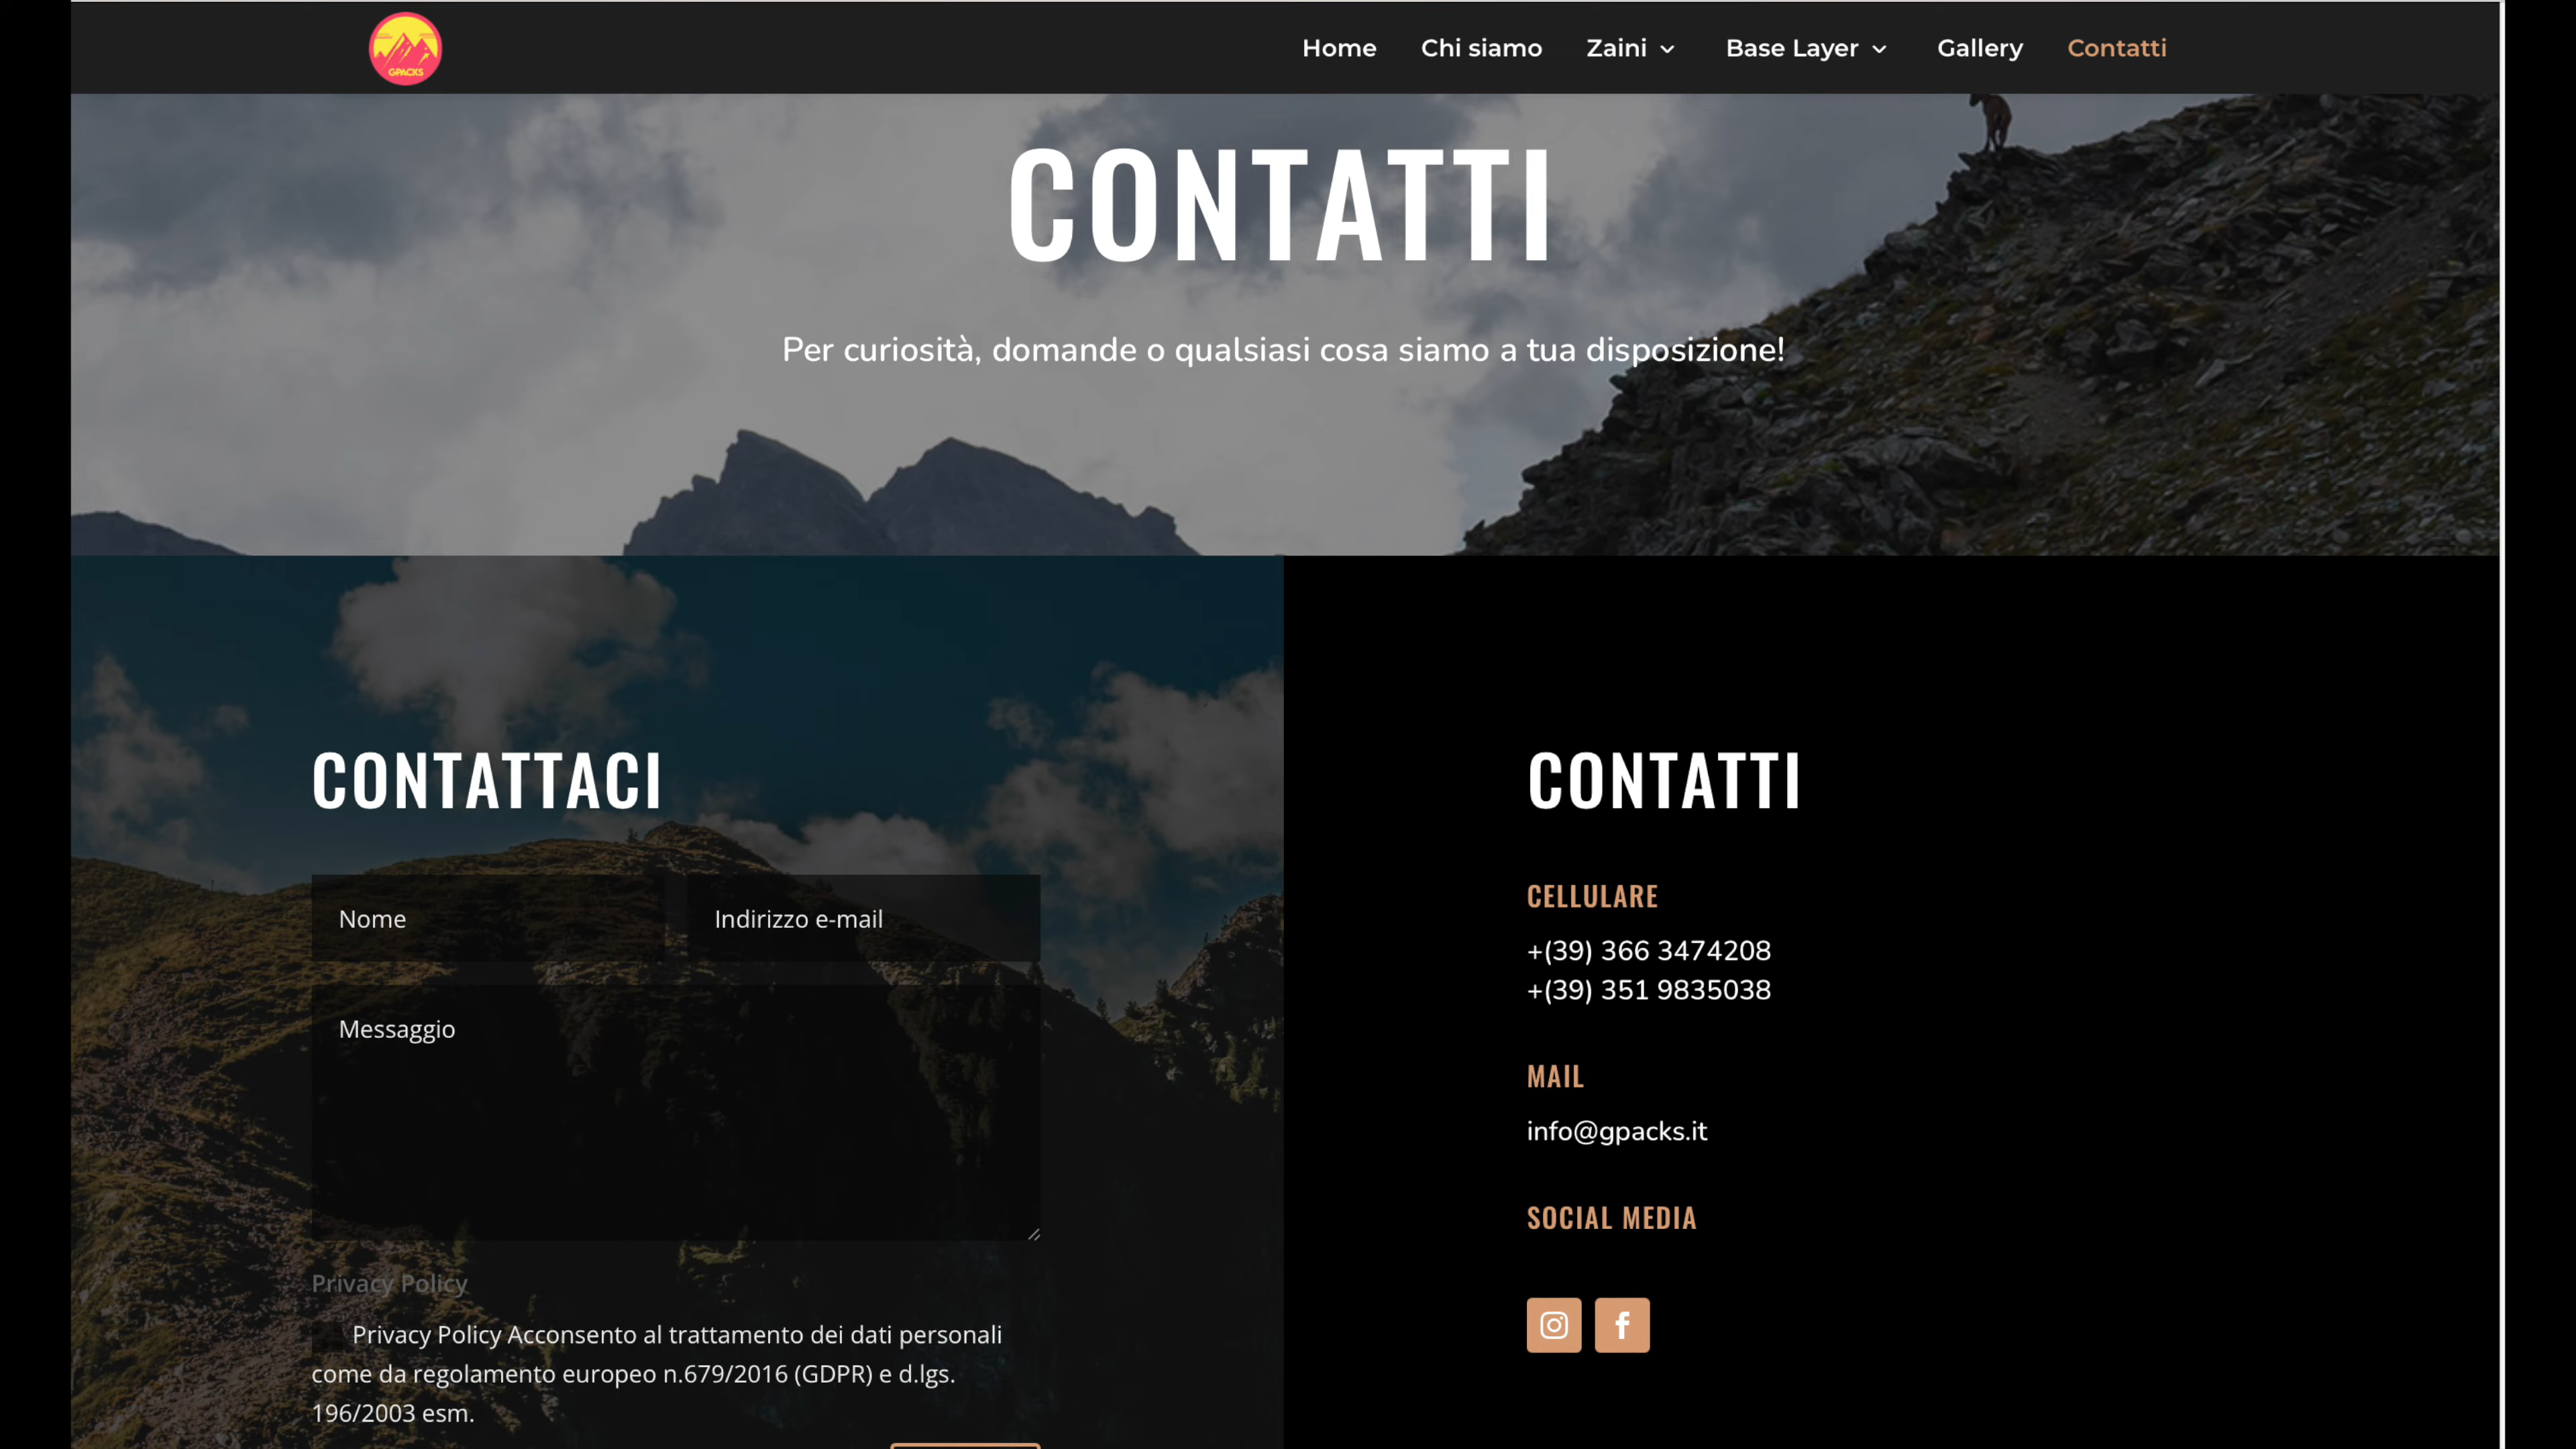 GPACKS
Home
Chi siamo
Zaini
Base Layer
Gallery
Contatti
CONTATTI
Per curiosità, domande o qualsiasi cosa siamo a tua disposizione!
CONTATTACI
Nome
Indirizzo e-mail
Messaggio
Privacy Policy
Privacy Policy Acconsento al trattamento dei dati personali
come da regolamento europeo n.679/2016 (GDPR) e d.lgs.
196/2003 esm.
CONTATTI
CELLULARE
+(39) 366 3474208
+(39) 351 9835038
MAIL
info@gpacks.it
SOCIAL MEDIA